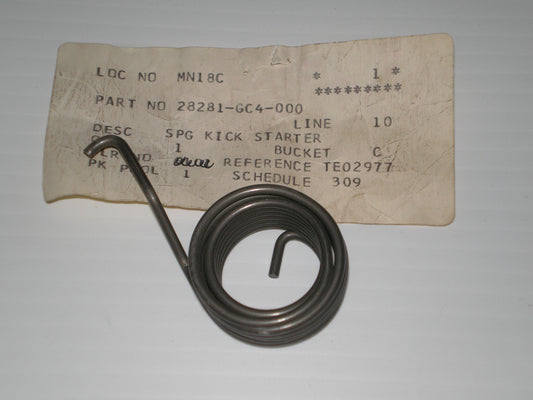 LOC NO MN18C * 1 *
*********
PART NO 28281-GC4-000
LINE 10
DESC SPG KICK STARTER
1 BUCKET C
REFERENCE TE02977
PK 1 SCHEDULE 309